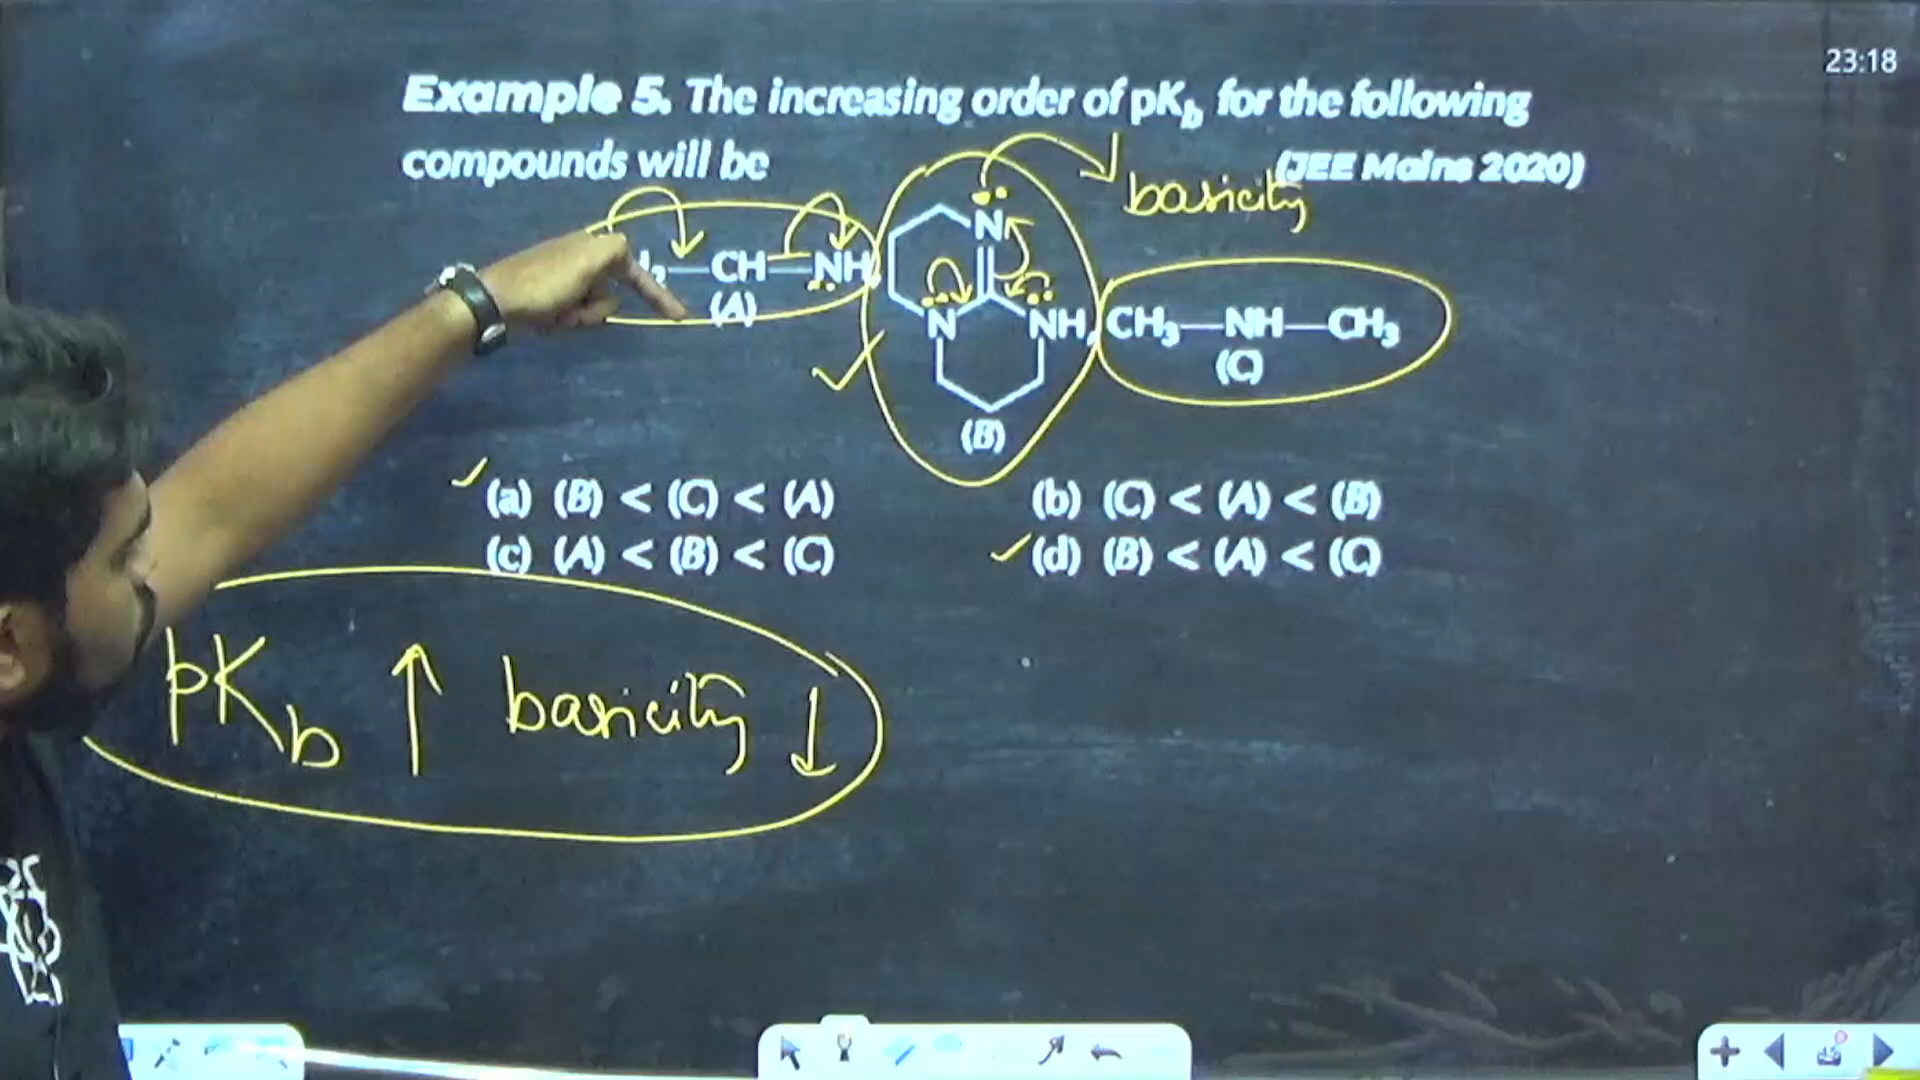 23:18
Example 5. The increasing order of pKb for the following
compounds will be (JEE Mains 2020)
basicity
CH—NH
(A)
N
N NH,
(B)
CH3—NH—CH3
(C)
(a) (B) < (C) < (A) (b) (C) < (A) < (B)
(c) (A) < (B) < (C) (d) (B) < (A) < (C)
pKb ↑ basicity ↓